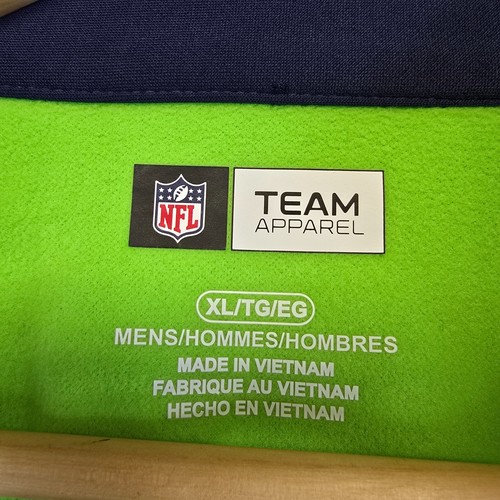 NFL
TEAM
APPAREL
XL/TG/EG
MENS/HOMMES/HOMBRES
MADE IN VIETNAM
FABRIQUE AU VIETNAM
HECHO EN VIETNAM